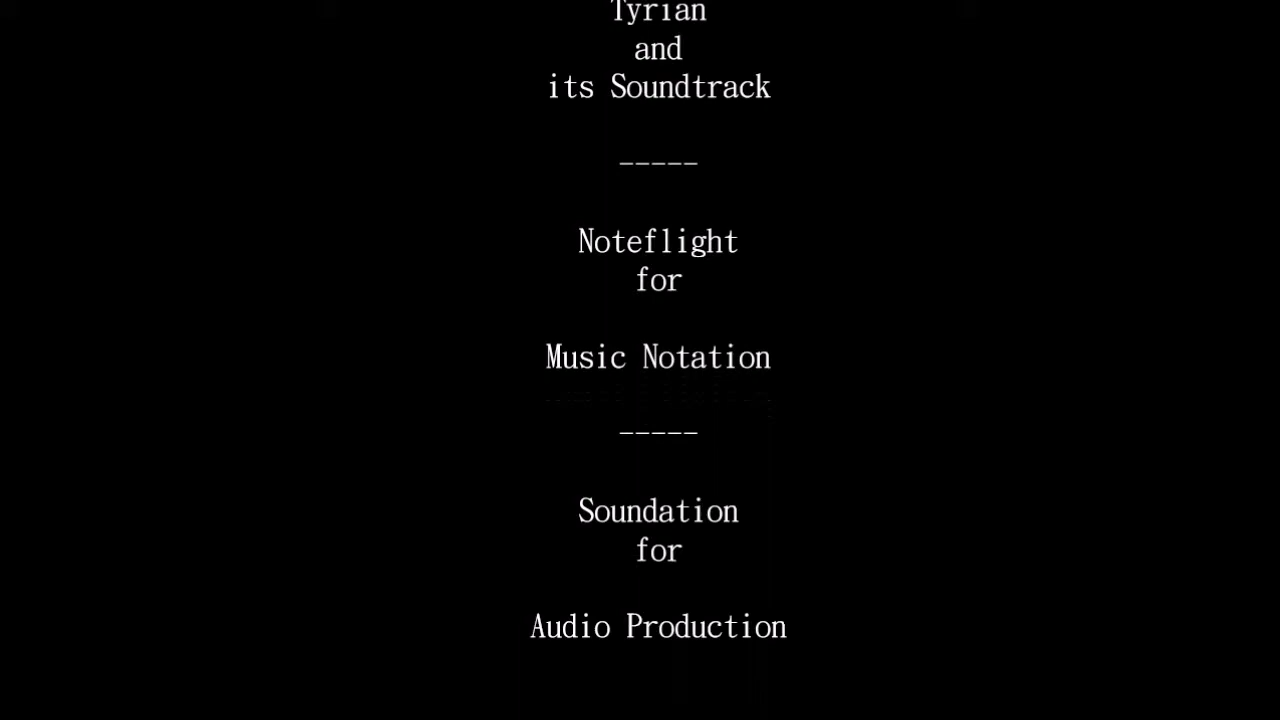 Tyrian
and
its Soundtrack
-----
Noteflight
for
Music Notation
-----
Soundation
for
Audio Production